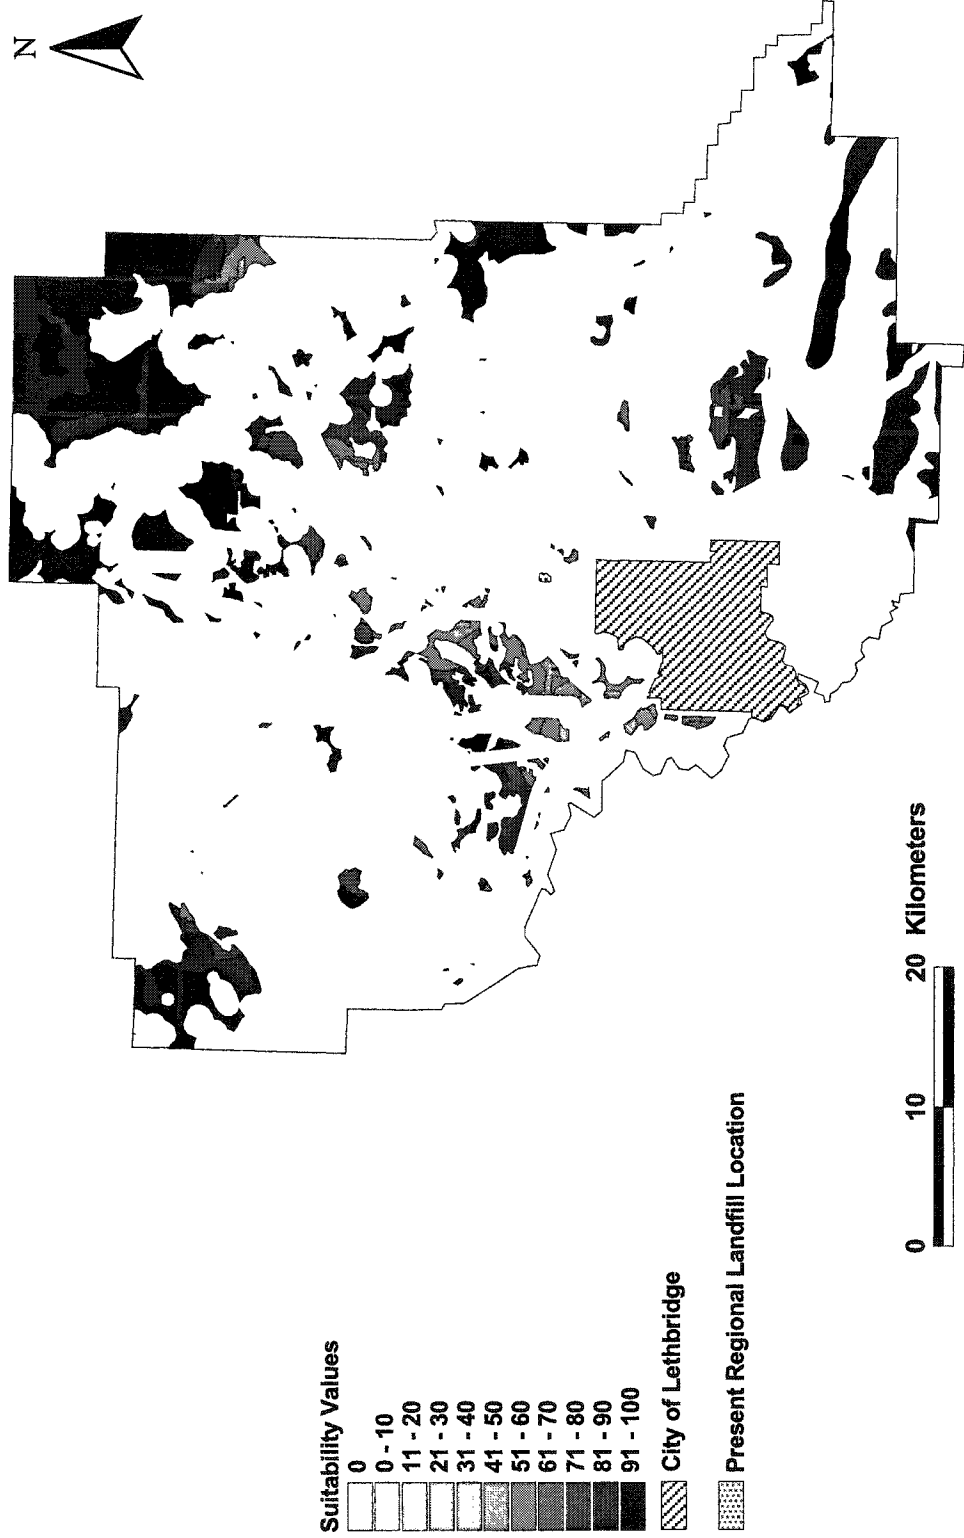 N
Suitability Values
0
0 - 10
11 - 20
21 - 30
31 - 40
41 - 50
51 - 60
61 - 70
71 - 80
81 - 90
91 - 100
City of Lethbridge
Present Regional Landfill Location
0 10 20 Kilometers